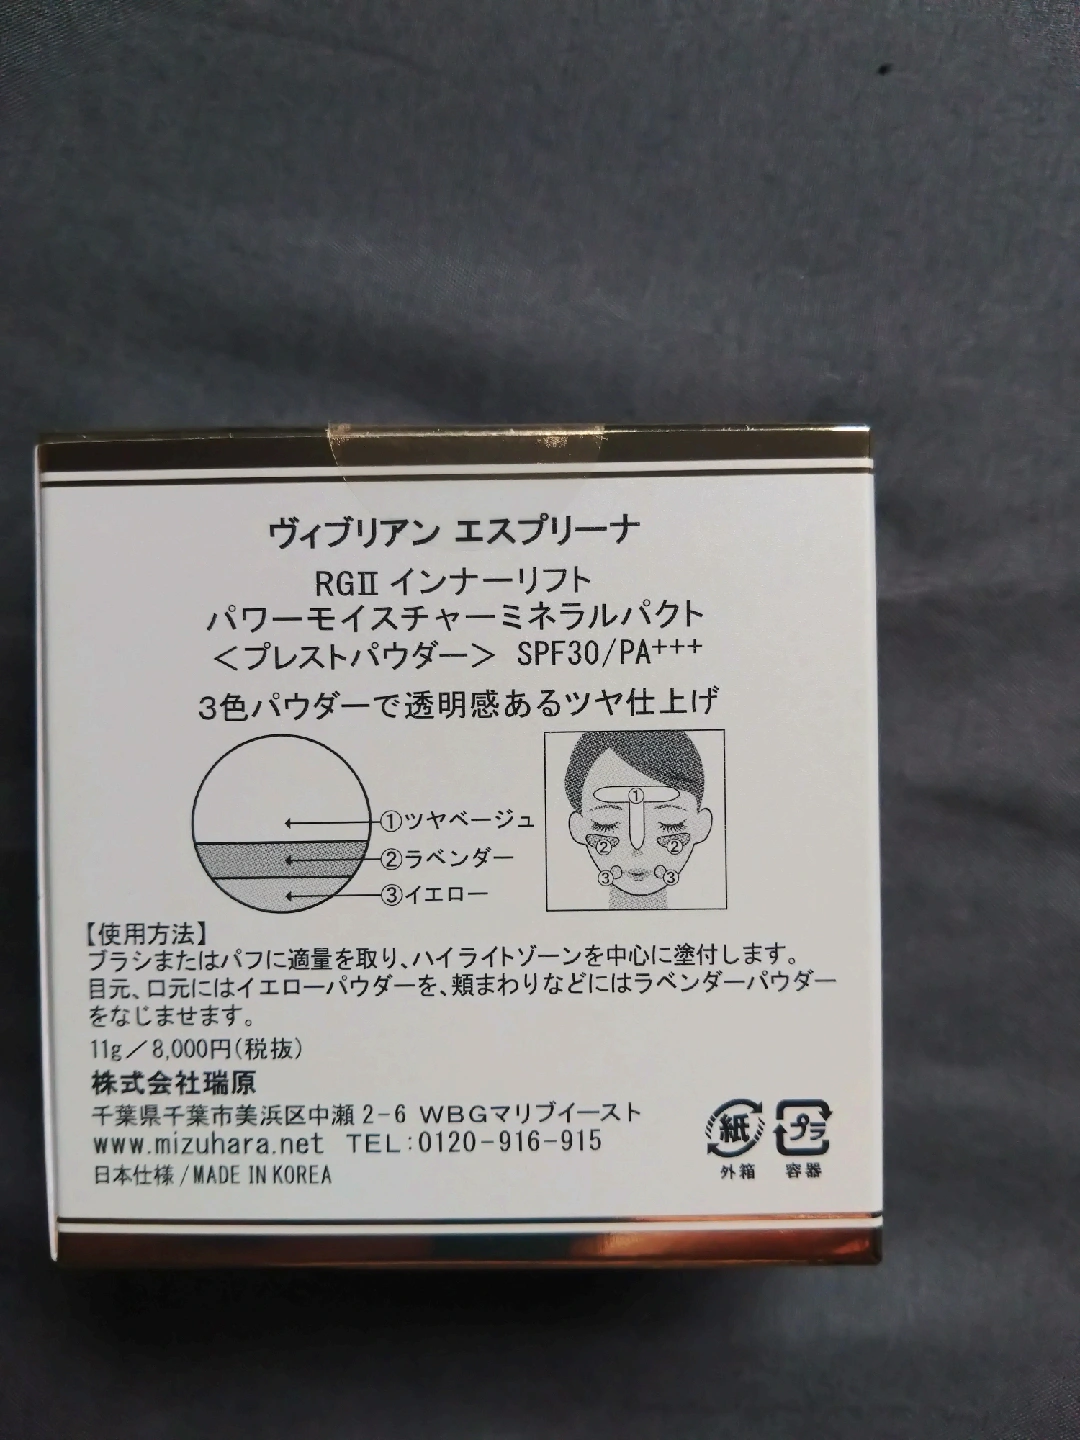 ヴィブリアン エスプリーナ
RGⅡ インナーリフト
パワーモイスチャーミネラルパクト
＜プレストパウダー＞ SPF30/PA+++
3色パウダーで透明感あるツヤ仕上げ
①ツヤベージュ
②ラベンダー
③イエロー
①
② ②
③ ③
【使用方法】
ブラシまたはパフに適量を取り、ハイライトゾーンを中心に塗付します。
目元、口元にはイエローパウダーを、頬まわりなどにはラベンダーパウダー
をなじませます。
11g／8,000円(税抜)
株式会社瑞原
千葉県千葉市美浜区中瀬2-6 WBGマリブイースト
www.mizuhara.net TEL:0120-916-915
日本仕様/MADE IN KOREA
紙 プラ
外箱 容器